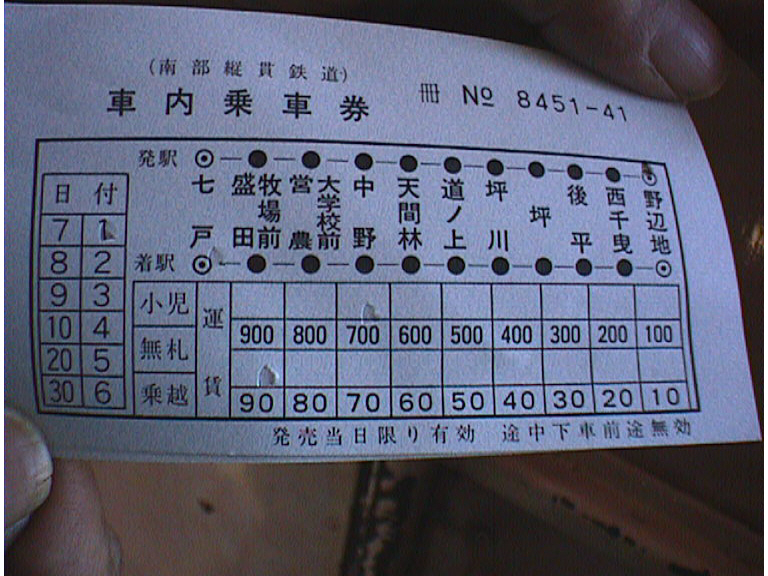 (南部縦貫鉄道)
車内乗車券 冊 No 8451-41
発駅
七戸 盛田牧場前 営農大学校前 中野 天間林 道ノ上 坪川 坪 後平 西千曳 野辺地
着駅
日付
7 1
8 2
9 3
10 4
20 5
30 6
小児 運賃
無札 900 800 700 600 500 400 300 200 100
乗越 90 80 70 60 50 40 30 20 10
発売当日限り有効 途中下車前途無効